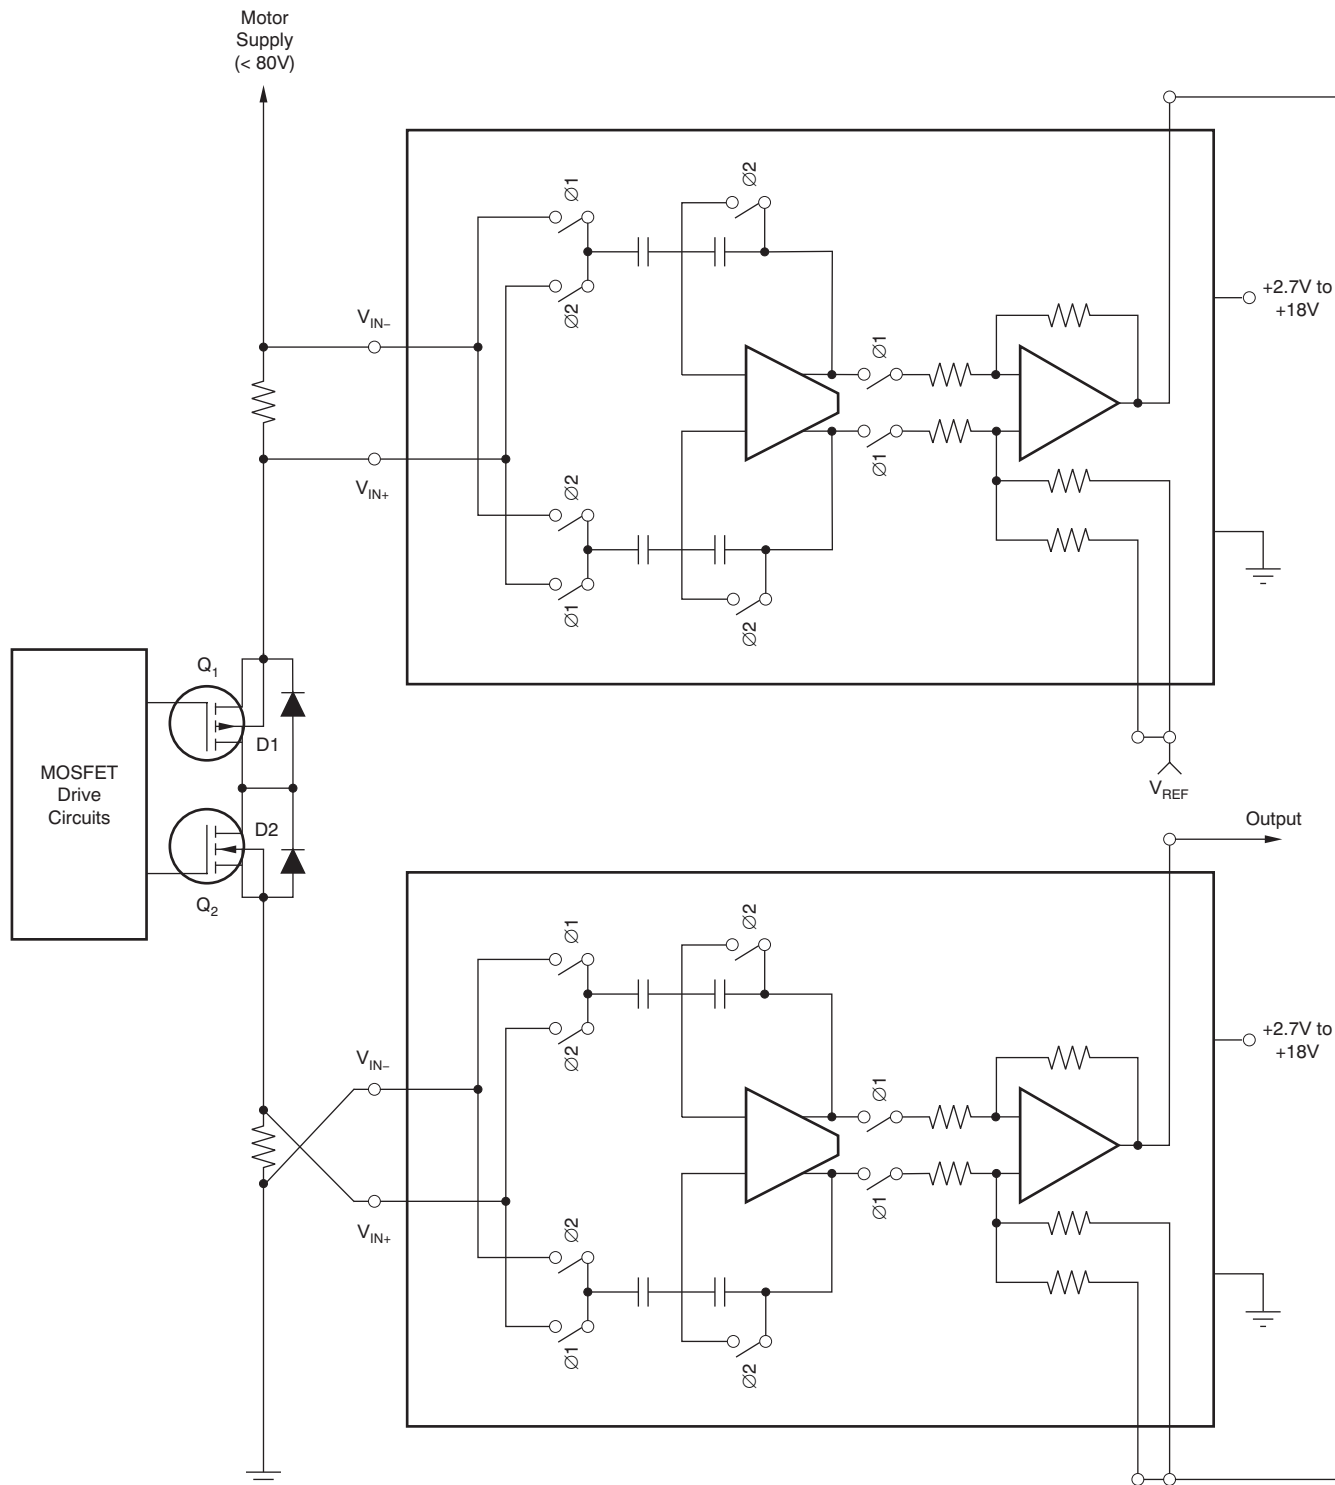 Motor
Supply
(< 80V)
Ø1
Ø2
Ø2
+2.7V to
+18V
V_IN−
Ø1
V_IN+
Ø2
Ø1
Ø1
Ø2
Q1
D1
MOSFET
Drive
Circuits
V_REF
D2
Output
Q2
Ø1
Ø2
Ø2
+2.7V to
+18V
V_IN−
Ø1
Ø1
V_IN+
Ø2
Ø1
Ø2